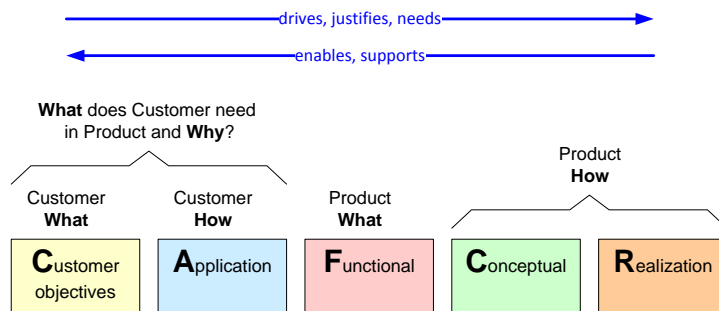 drives, justifies, needs
enables, supports
What does Customer need
in Product and Why?
Product
How
Customer
What
Customer
How
Product
What
Customer
objectives
Application
Functional
Conceptual
Realization